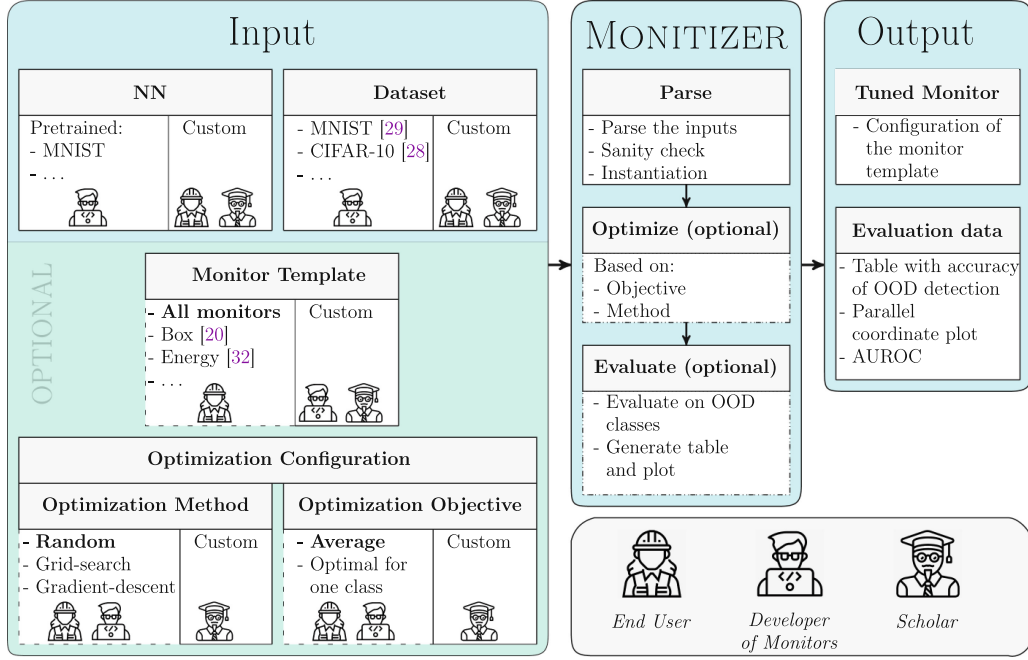 Input
NN
Pretrained:
- MNIST
- ...
Custom
Dataset
- MNIST [29]
- CIFAR-10 [28]
- ...
Custom
OPTIONAL
Monitor Template
- All monitors
- Box [20]
- Energy [32]
- ...
Custom
Optimization Configuration
Optimization Method
- Random
- Grid-search
- Gradient-descent
Custom
Optimization Objective
- Average
- Optimal for
one class
Custom
MONITIZER
Parse
- Parse the inputs
- Sanity check
- Instantiation
Optimize (optional)
Based on:
- Objective
- Method
Evaluate (optional)
- Evaluate on OOD
classes
- Generate table
and plot
Output
Tuned Monitor
- Configuration of
the monitor
template
Evaluation data
- Table with accuracy
of OOD detection
- Parallel
coordinate plot
- AUROC
End User
Developer
of Monitors
Scholar